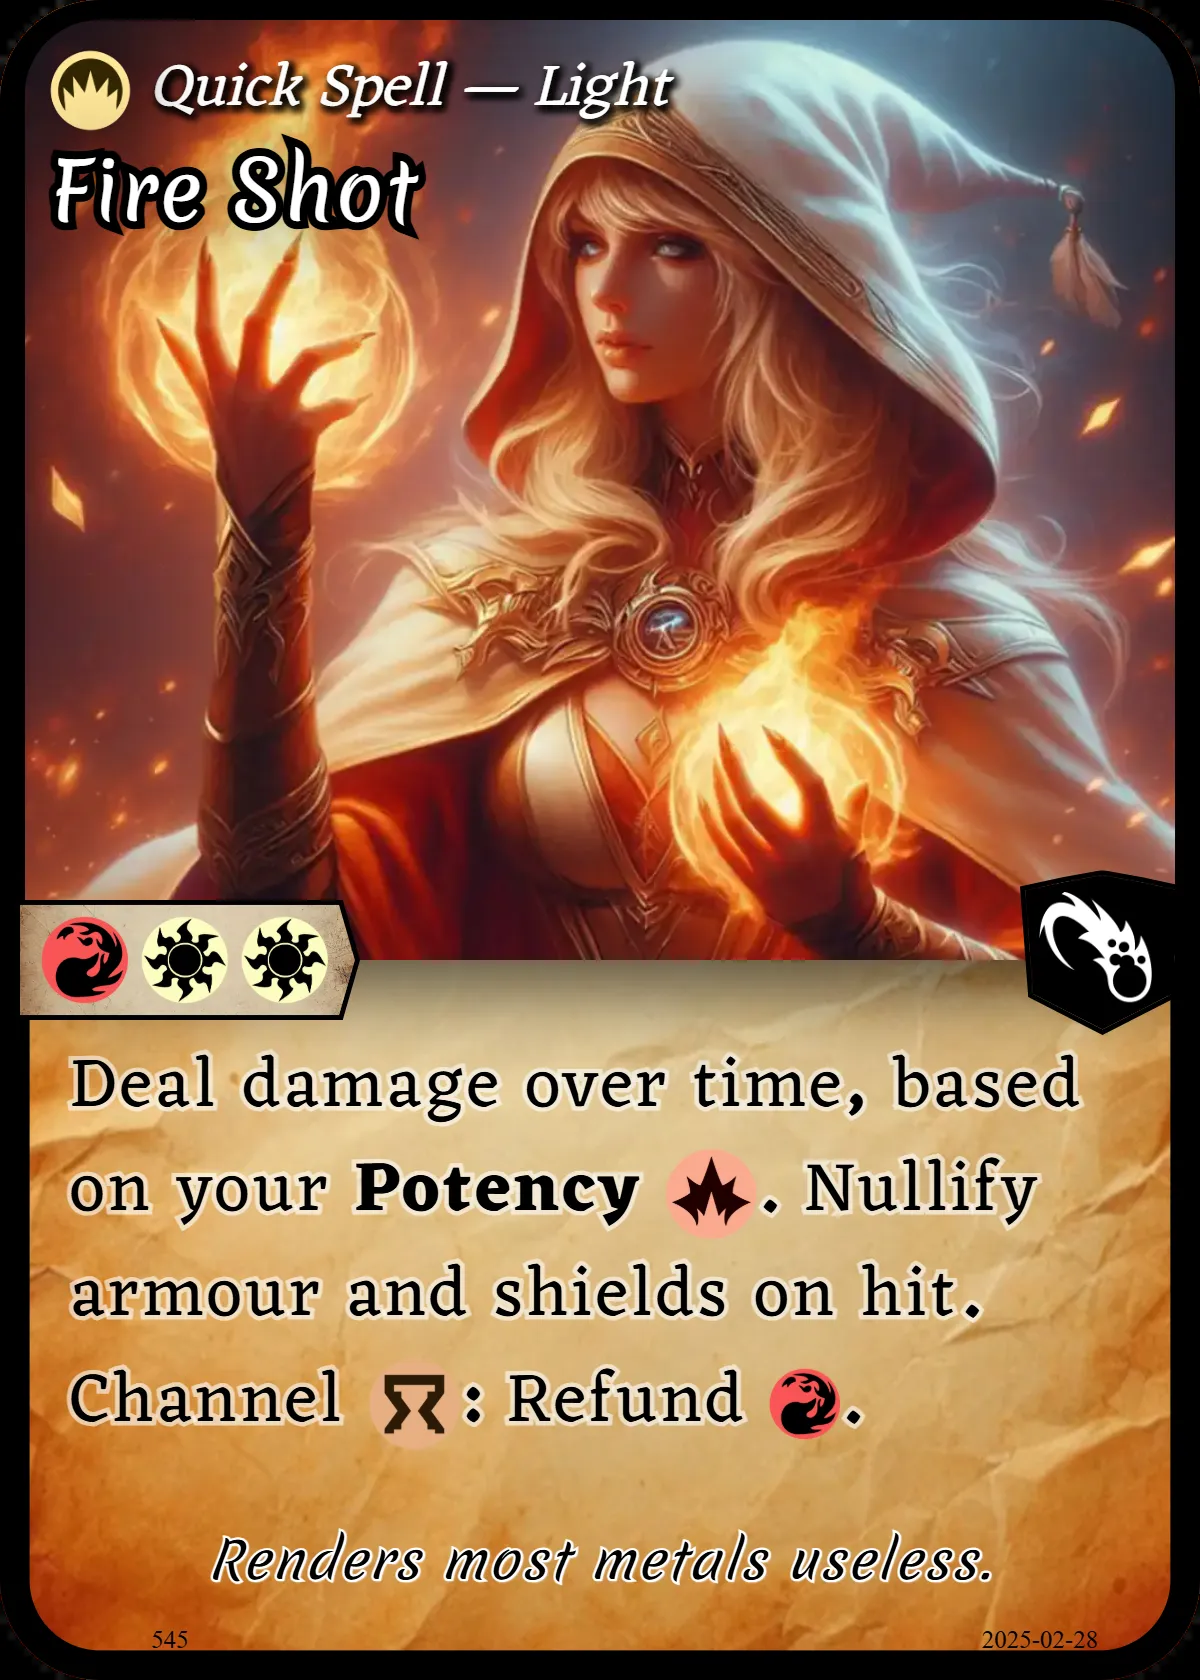 Quick Spell — Light
Fire Shot
Deal damage over time, based
on your Potency . Nullify
armour and shields on hit.
Channel : Refund .
Renders most metals useless.
545
2025-02-28